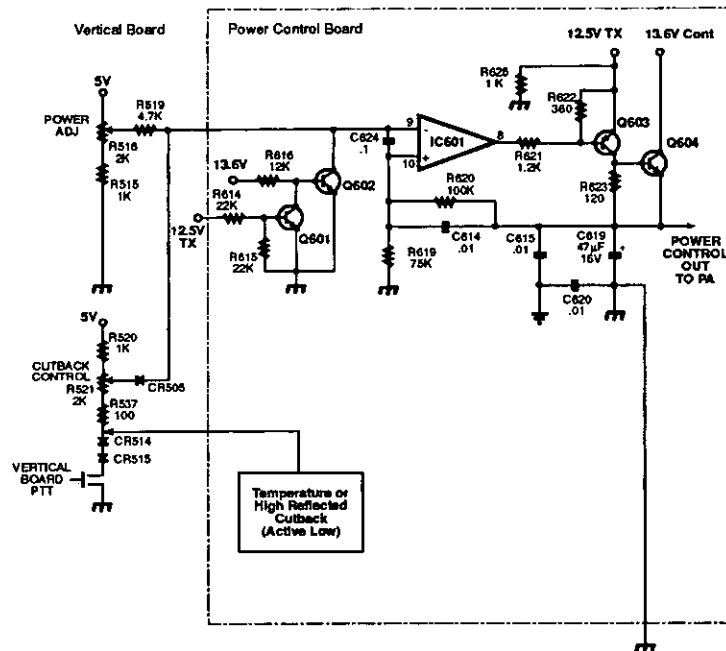 Vertical Board
Power Control Board
12.5V TX
13.6V Cont
5V
R519
4.7K
POWER
ADJ
R516
2K
R515
1K
R625
1 K
R622
360
Q603
Q604
C624
.1
9
-
10
+
IC601
8
R621
1.2K
R623
120
13.6V
R616
12K
Q602
R614
22K
12.5V
TX
Q601
R615
22K
R620
100K
C614
.01
R619
75K
C615
.01
C619
47µF
16V
+
C620
.01
POWER
CONTROL
OUT
TO PA
5V
R520
1K
CUTBACK
CONTROL
R521
2K
CR505
R537
100
CR514
CR515
VERTICAL
BOARD
PTT
Temperature or
High Reflected
Cutback
(Active Low)